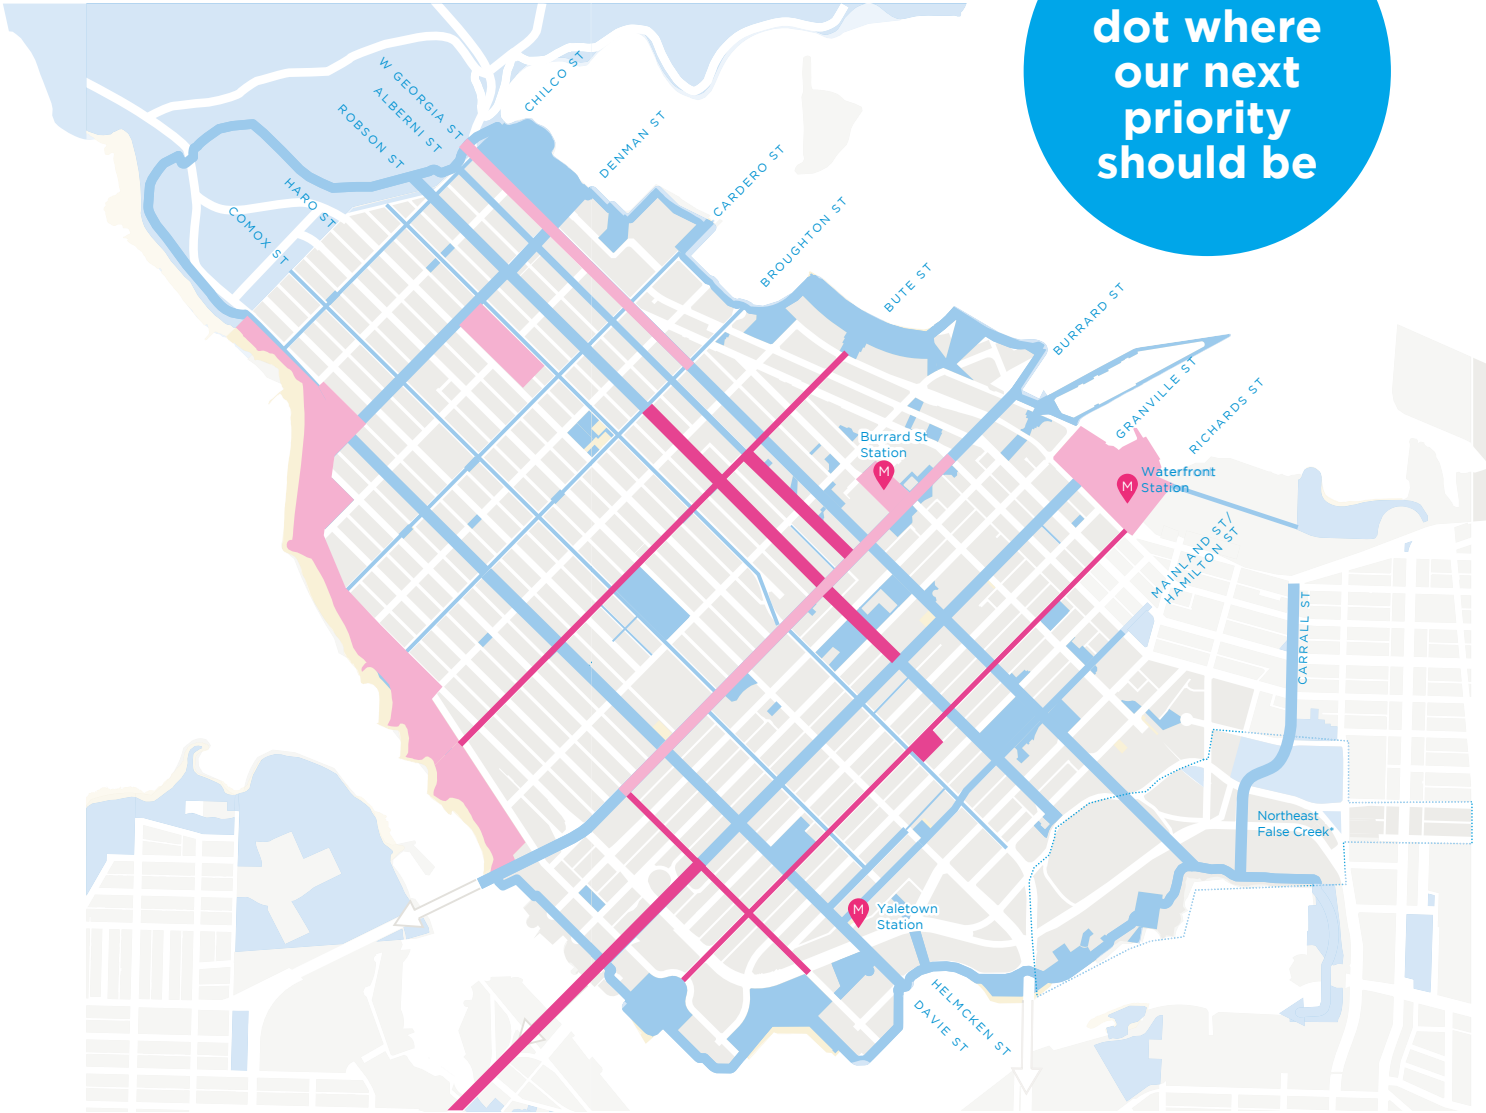 dot where
our next
priority
should be
W GEORGIA ST
ALBERNI ST
ROBSON ST
HARO ST
COMOX ST
CHILCO ST
DENMAN ST
CARDERO ST
BROUGHTON ST
BUTE ST
BURRARD ST
GRANVILLE ST
RICHARDS ST
Burrard St
Station
M
Waterfront
Station
M
MAINLAND ST/
HAMILTON ST
CARRALL ST
Northeast
False Creek*
Yaletown
Station
M
HELMCKEN ST
DAVIE ST